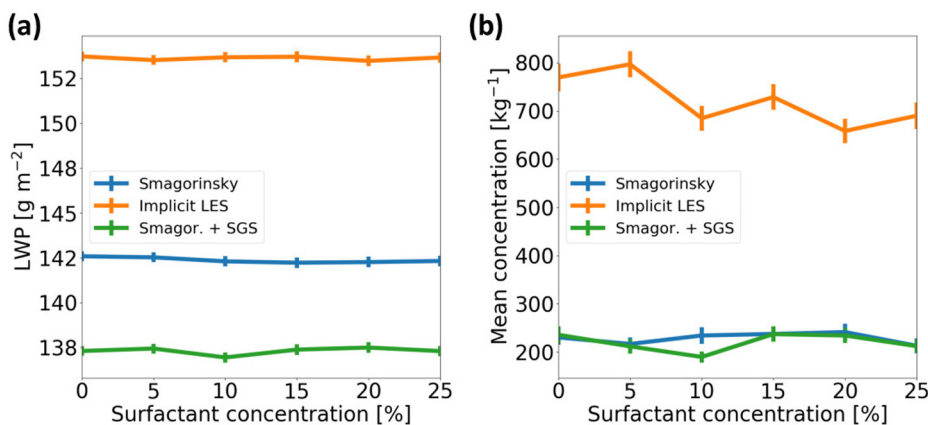 (a)
(b)
LWP [g m−2]
152
150
148
145
142
140
138
Smagorinsky
Implicit LES
Smagor. + SGS
0 5 10 15 20 25
Surfactant concentration [%]
Mean concentration [kg−1]
800
700
600
500
400
300
200
Smagorinsky
Implicit LES
Smagor. + SGS
0 5 10 15 20 25
Surfactant concentration [%]